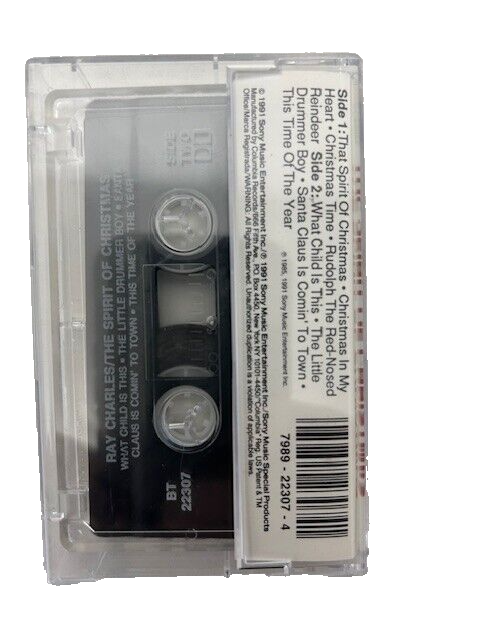 Side 1: That Spirit Of Christmas • Christmas In My
Heart • Christmas Time • Rudolph The Red-Nosed
Reindeer Side 2: What Child Is This • The Little
Drummer Boy • Santa Claus Is Comin' To Town •
This Time Of The Year
℗ 1985, 1991 Sony Music Entertainment Inc.
© 1991 Sony Music Entertainment Inc./℗ 1991 Sony Music Entertainment Inc./Sony Music Special Products
Manufactured by Columbia Records/666 Fifth Ave., P.O. Box 4450, New York, NY 10101-4450/"Columbia" Reg. US Patent & TM
Office/Marca Registrada/WARNING: All Rights Reserved. Unauthorized duplication is a violation of applicable laws.
7989 - 22307 - 4
RAY CHARLES/THE SPIRIT OF CHRISTMAS
WHAT CHILD IS THIS • THE LITTLE DRUMMER BOY • SANTA
CLAUS IS COMIN' TO TOWN • THIS TIME OF THE YEAR
BT
22307